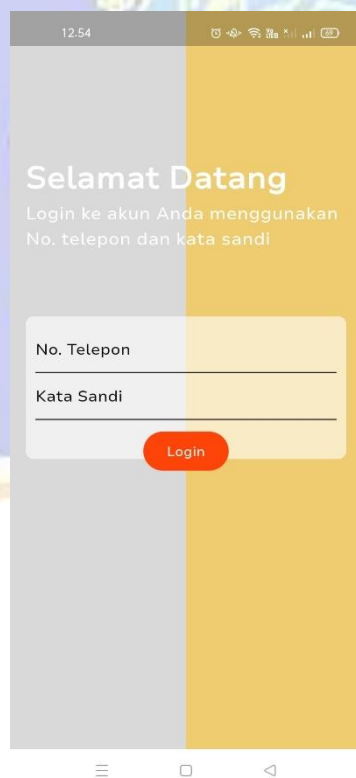 12.54
69
Selamat Datang
Login ke akun Anda menggunakan
No. telepon dan kata sandi
No. Telepon
Kata Sandi
Login